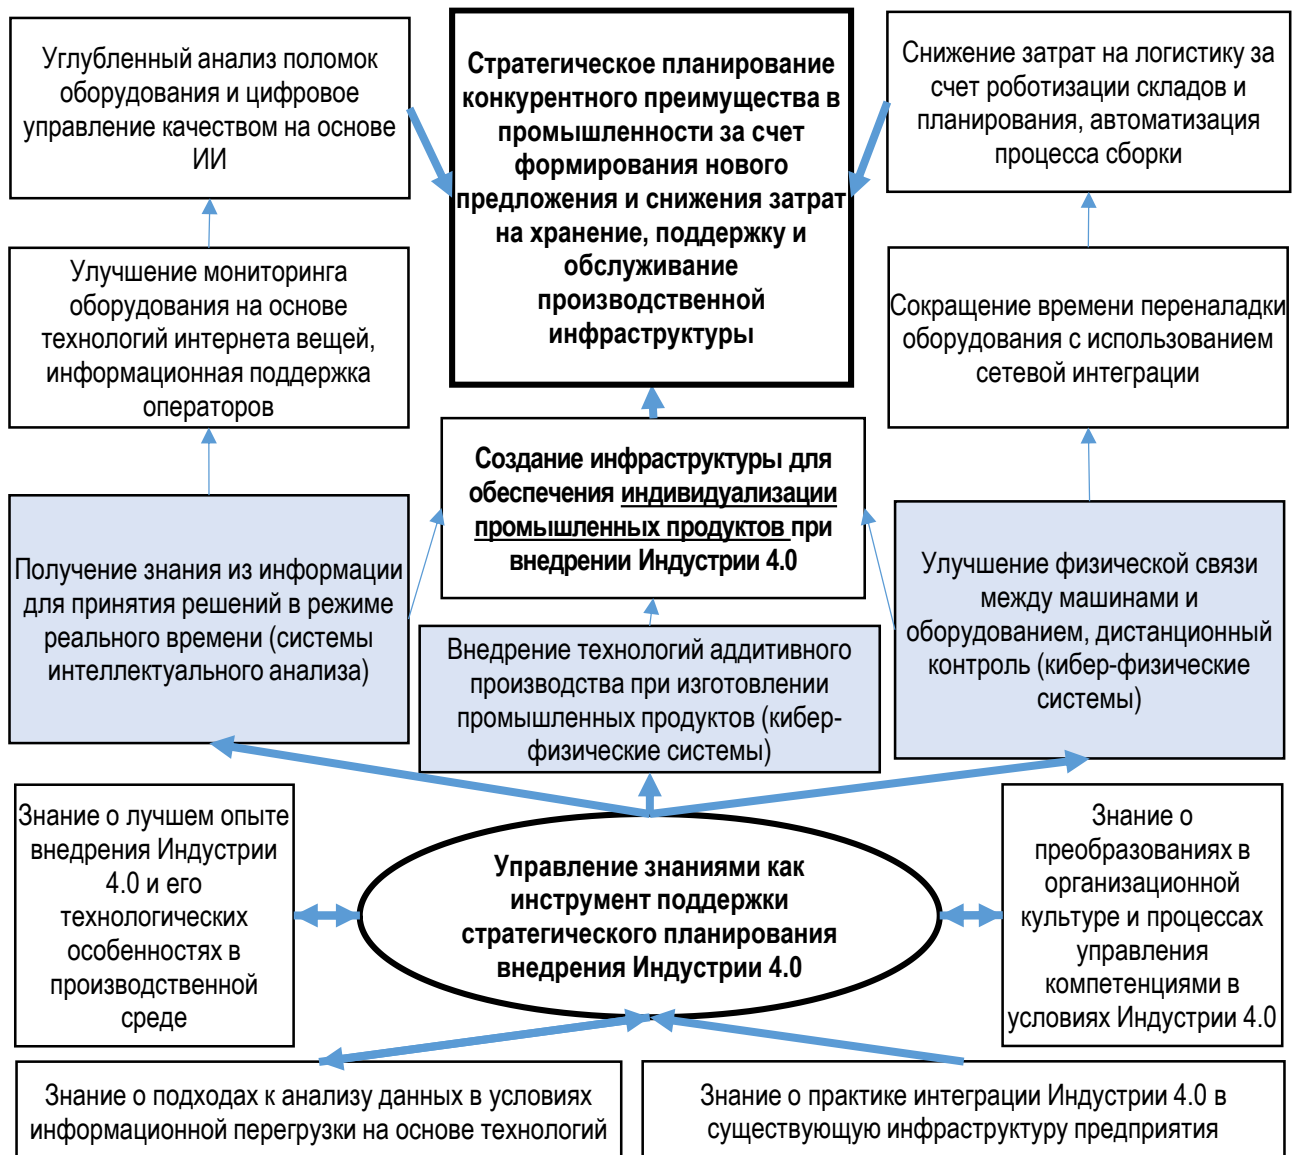 Углубленный анализ поломок
оборудования и цифровое
управление качеством на основе
ИИ
Стратегическое планирование
конкурентного преимущества в
промышленности за счет
формирования нового
предложения и снижения затрат
на хранение, поддержку и
обслуживание
производственной
инфраструктуры
Снижение затрат на логистику за
счет роботизации складов и
планирования, автоматизация
процесса сборки
Улучшение мониторинга
оборудования на основе
технологий интернета вещей,
информационная поддержка
операторов
Сокращение времени переналадки
оборудования с использованием
сетевой интеграции
Создание инфраструктуры для
обеспечения индивидуализации
промышленных продуктов при
внедрении Индустрии 4.0
Получение знания из информации
для принятия решений в режиме
реального времени (системы
интеллектуального анализа)
Внедрение технологий аддитивного
производства при изготовлении
промышленных продуктов (кибер-
физические системы)
Улучшение физической связи
между машинами и
оборудованием, дистанционный
контроль (кибер-физические
системы)
Знание о лучшем опыте
внедрения Индустрии
4.0 и его
технологических
особенностях в
производственной
среде
Управление знаниями как
инструмент поддержки
стратегического планирования
внедрения Индустрии 4.0
Знание о
преобразованиях в
организационной
культуре и процессах
управления
компетенциями в
условиях Индустрии 4.0
Знание о подходах к анализу данных в условиях
информационной перегрузки на основе технологий
Знание о практике интеграции Индустрии 4.0 в
существующую инфраструктуру предприятия